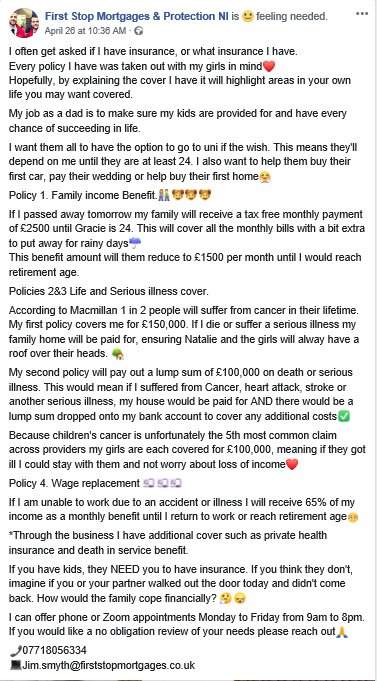 First Stop Mortgages & Protection NI is 🥺 feeling needed.
April 26 at 10:36 AM ·
I often get asked if I have insurance, or what insurance I have.
Every policy I have was taken out with my girls in mind❤️
Hopefully, by explaining the cover I have it will highlight areas in your own
life you may want covered.
My job as a dad is to make sure my kids are provided for and have every
chance of succeeding in life.
I want them all to have the option to go to uni if the wish. This means they'll
depend on me until they are at least 24. I also want to help them buy their
first car, pay their wedding or help buy their first home
Policy 1. Family income Benefit.
If I passed away tomorrow my family will receive a tax free monthly payment
of £2500 until Gracie is 24. This will cover all the monthly bills with a bit extra
to put away for rainy days☔
This benefit amount will them reduce to £1500 per month until I would reach
retirement age.
Policies 2&3 Life and Serious illness cover.
According to Macmillan 1 in 2 people will suffer from cancer in their lifetime.
My first policy covers me for £150,000. If I die or suffer a serious illness my
family home will be paid for, ensuring Natalie and the girls will alway have a
roof over their heads. 🏡
My second policy will pay out a lump sum of £100,000 on death or serious
illness. This would mean if I suffered from Cancer, heart attack, stroke or
another serious illness, my house would be paid for AND there would be a
lump sum dropped onto my bank account to cover any additional costs✅
Because children's cancer is unfortunately the 5th most common claim
across providers my girls are each covered for £100,000, meaning if they got
ill I could stay with them and not worry about loss of income❤️
Policy 4. Wage replacement 💷💷💷
If I am unable to work due to an accident or illness I will receive 65% of my
income as a monthly benefit until I return to work or reach retirement age
*Through the business I have additional cover such as private health
insurance and death in service benefit.
If you have kids, they NEED you to have insurance. If you think they don't,
imagine if you or your partner walked out the door today and didn't come
back. How would the family cope financially? 🤔
I can offer phone or Zoom appointments Monday to Friday from 9am to 8pm.
If you would like a no obligation review of your needs please reach out🙏
07718056334
Jim.smyth@firststopmortgages.co.uk